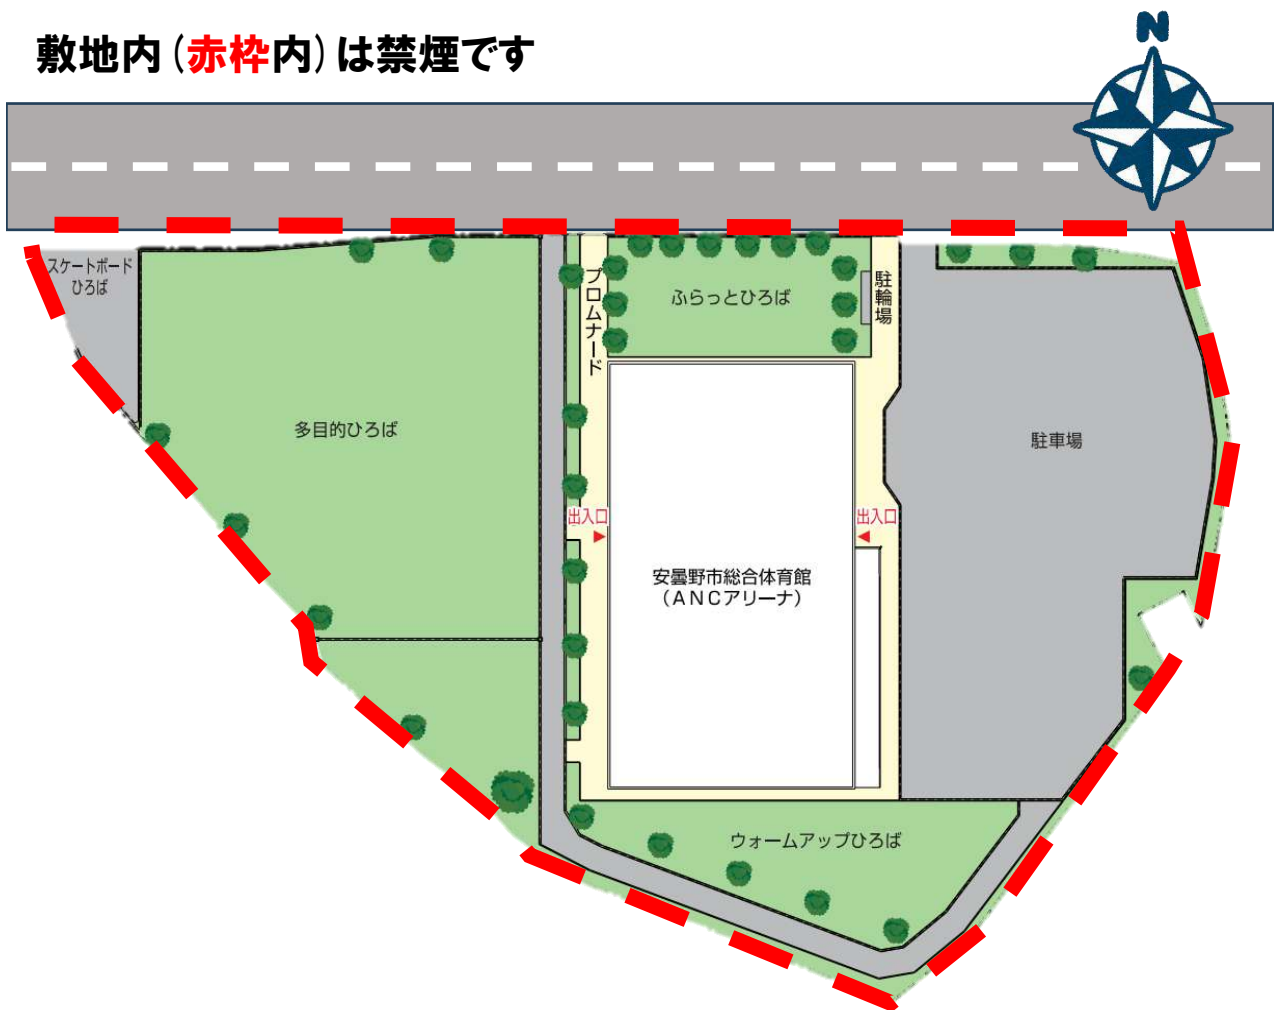 敷地内（赤枠内）は禁煙です
N
スケートボード
ひろば
プロムナード
ふらっとひろば
駐輪場
多目的ひろば
駐車場
出入口
出入口
安曇野市総合体育館
（ＡＮＣアリーナ）
ウォームアップひろば